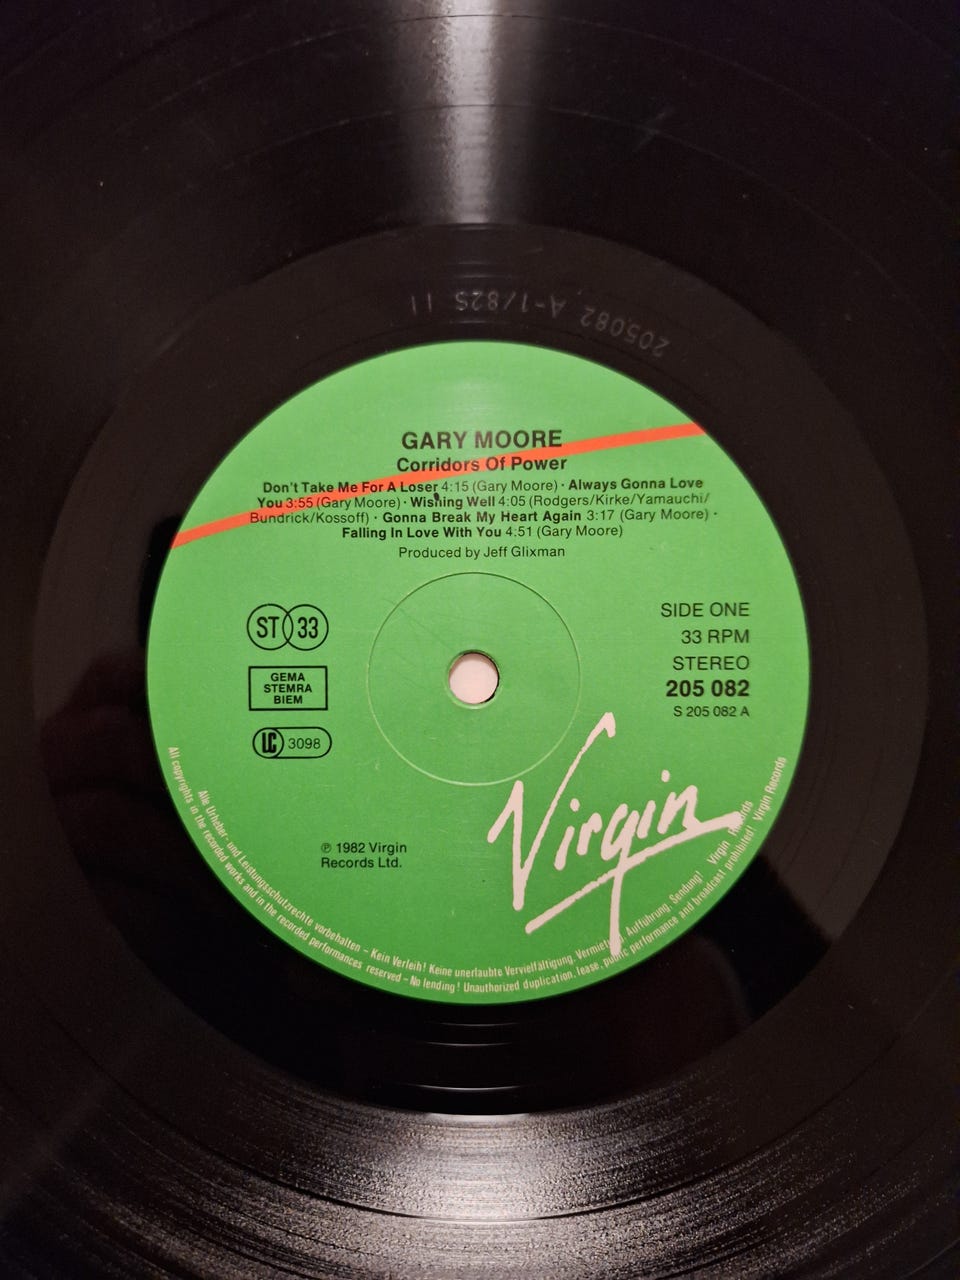 205082 A-1/82S 11
GARY MOORE
Corridors Of Power
Don't Take Me For A Loser 4:15 (Gary Moore) · Always Gonna Love
You 3:55 (Gary Moore) · Wishing Well 4:05 (Rodgers/Kirke/Yamauchi/
Bundrick/Kossoff) · Gonna Break My Heart Again 3:17 (Gary Moore) ·
Falling In Love With You 4:51 (Gary Moore)
Produced by Jeff Glixman
ST 33
GEMA
STEMRA
BIEM
LC 3098
SIDE ONE
33 RPM
STEREO
205 082
S 205 082 A
Virgin
℗ 1982 Virgin
Records Ltd.
Alle Urheber- und Leistungsschutzrechte vorbehalten – Kein Verleih! Keine unerlaubte Vervielfältigung, Vermiet Aufführung, Sendung! Virgin Records
All copyrights in the recorded works and in the recorded performances reserved – No lending! Unauthorized duplication, lease, public performance and broadcast prohibited! Virgin Records